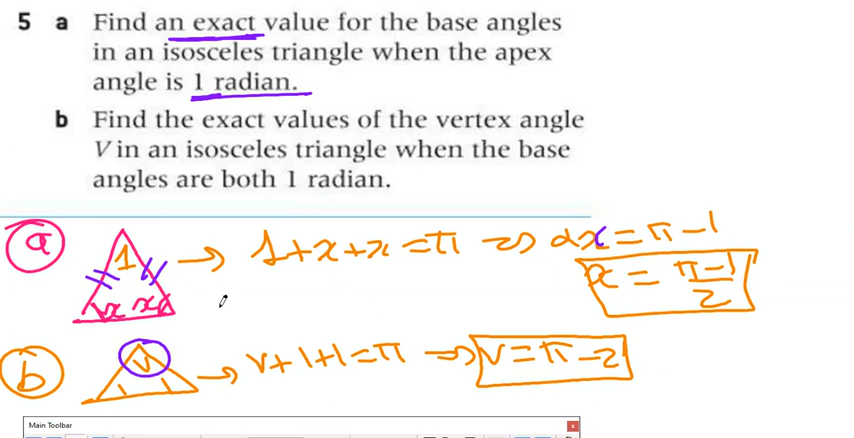 5 a Find an exact value for the base angles
in an isosceles triangle when the apex
angle is 1 radian.
b Find the exact values of the vertex angle
V in an isosceles triangle when the base
angles are both 1 radian.
a
1
x x
→ 1+x+x=π ⇒ 2x=π-1
x = π-1/2
b
V
1 1
→ V+1+1=π → V=π-2
Main Toolbar
x